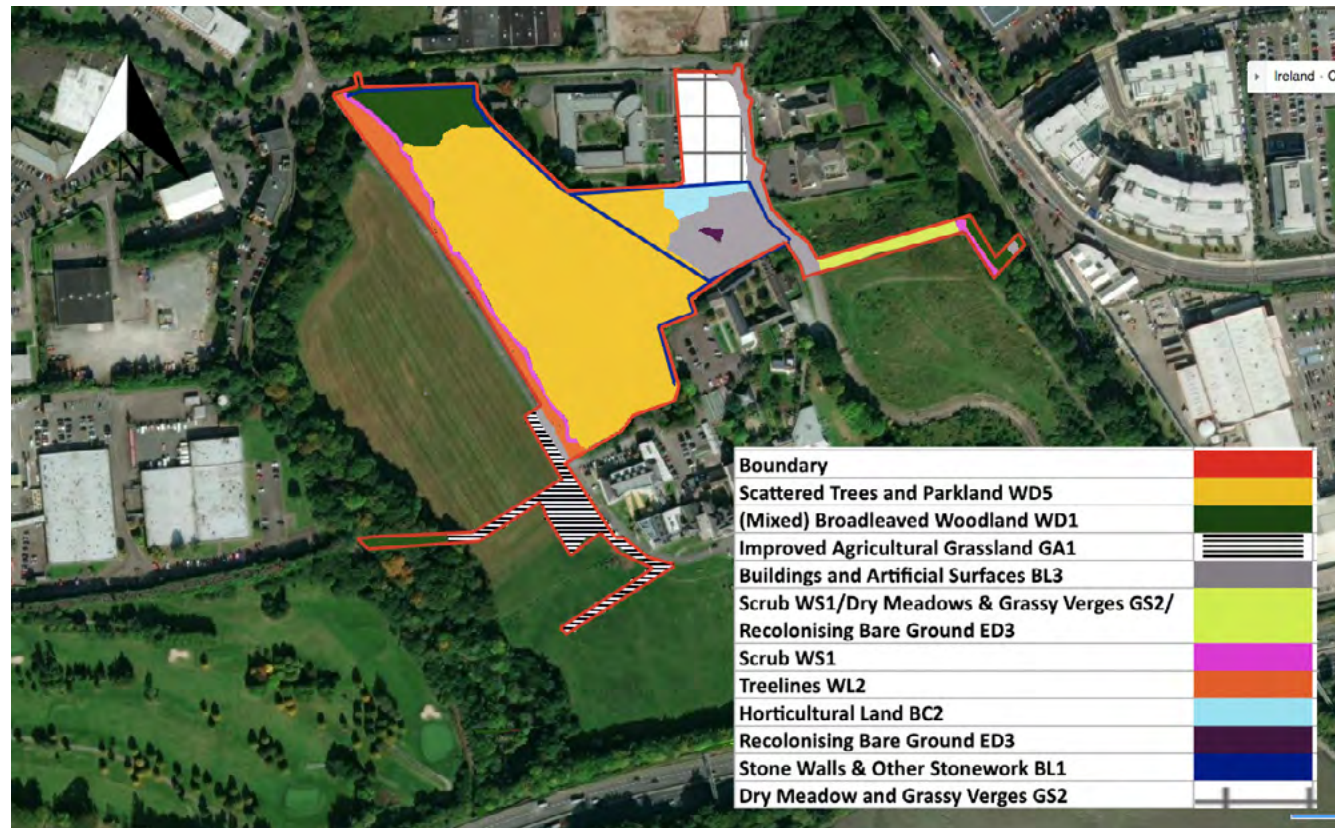 N
Ireland · C
Boundary
Scattered Trees and Parkland WD5
(Mixed) Broadleaved Woodland WD1
Improved Agricultural Grassland GA1
Buildings and Artificial Surfaces BL3
Scrub WS1/Dry Meadows & Grassy Verges GS2/
Recolonising Bare Ground ED3
Scrub WS1
Treelines WL2
Horticultural Land BC2
Recolonising Bare Ground ED3
Stone Walls & Other Stonework BL1
Dry Meadow and Grassy Verges GS2